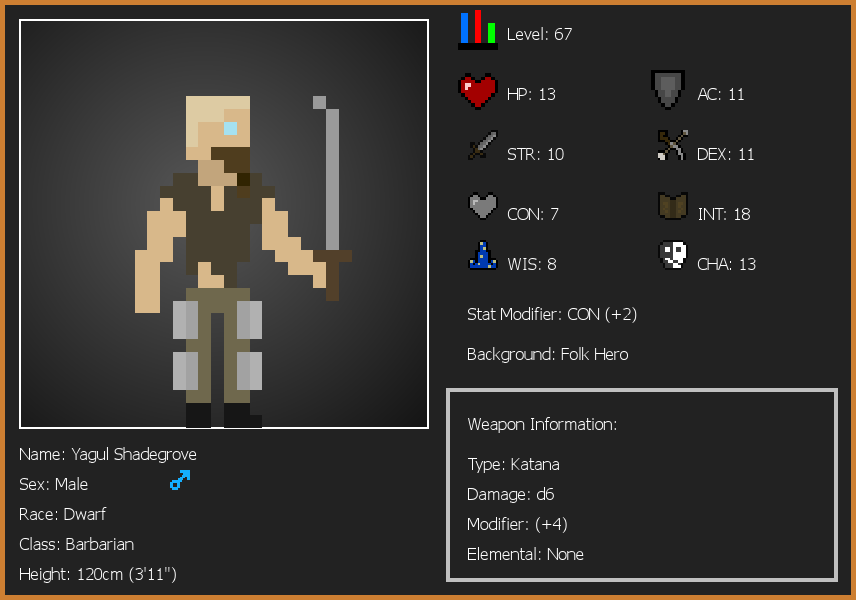 Level: 67
HP: 13
AC: 11
STR: 10
DEX: 11
CON: 7
INT: 18
WIS: 8
CHA: 13
Stat Modifier: CON (+2)
Background: Folk Hero
Weapon Information:
Type: Katana
Damage: d6
Modifier: (+4)
Elemental: None
Name: Yagul Shadegrove
Sex: Male
Race: Dwarf
Class: Barbarian
Height: 120cm (3'11")